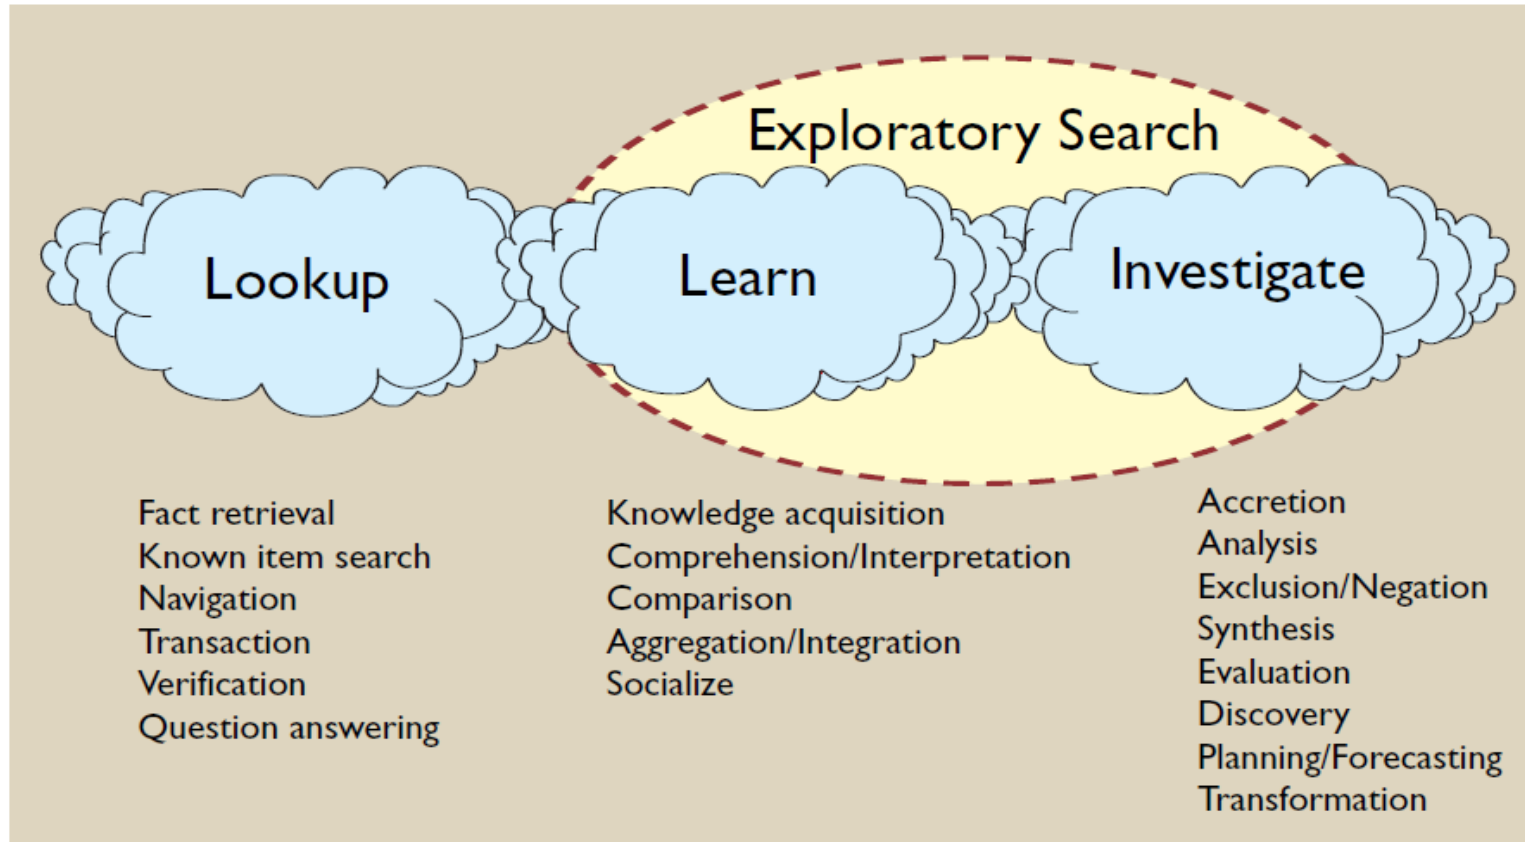 Exploratory Search
Lookup
Learn
Investigate
Fact retrieval
Known item search
Navigation
Transaction
Verification
Question answering
Knowledge acquisition
Comprehension/Interpretation
Comparison
Aggregation/Integration
Socialize
Accretion
Analysis
Exclusion/Negation
Synthesis
Evaluation
Discovery
Planning/Forecasting
Transformation